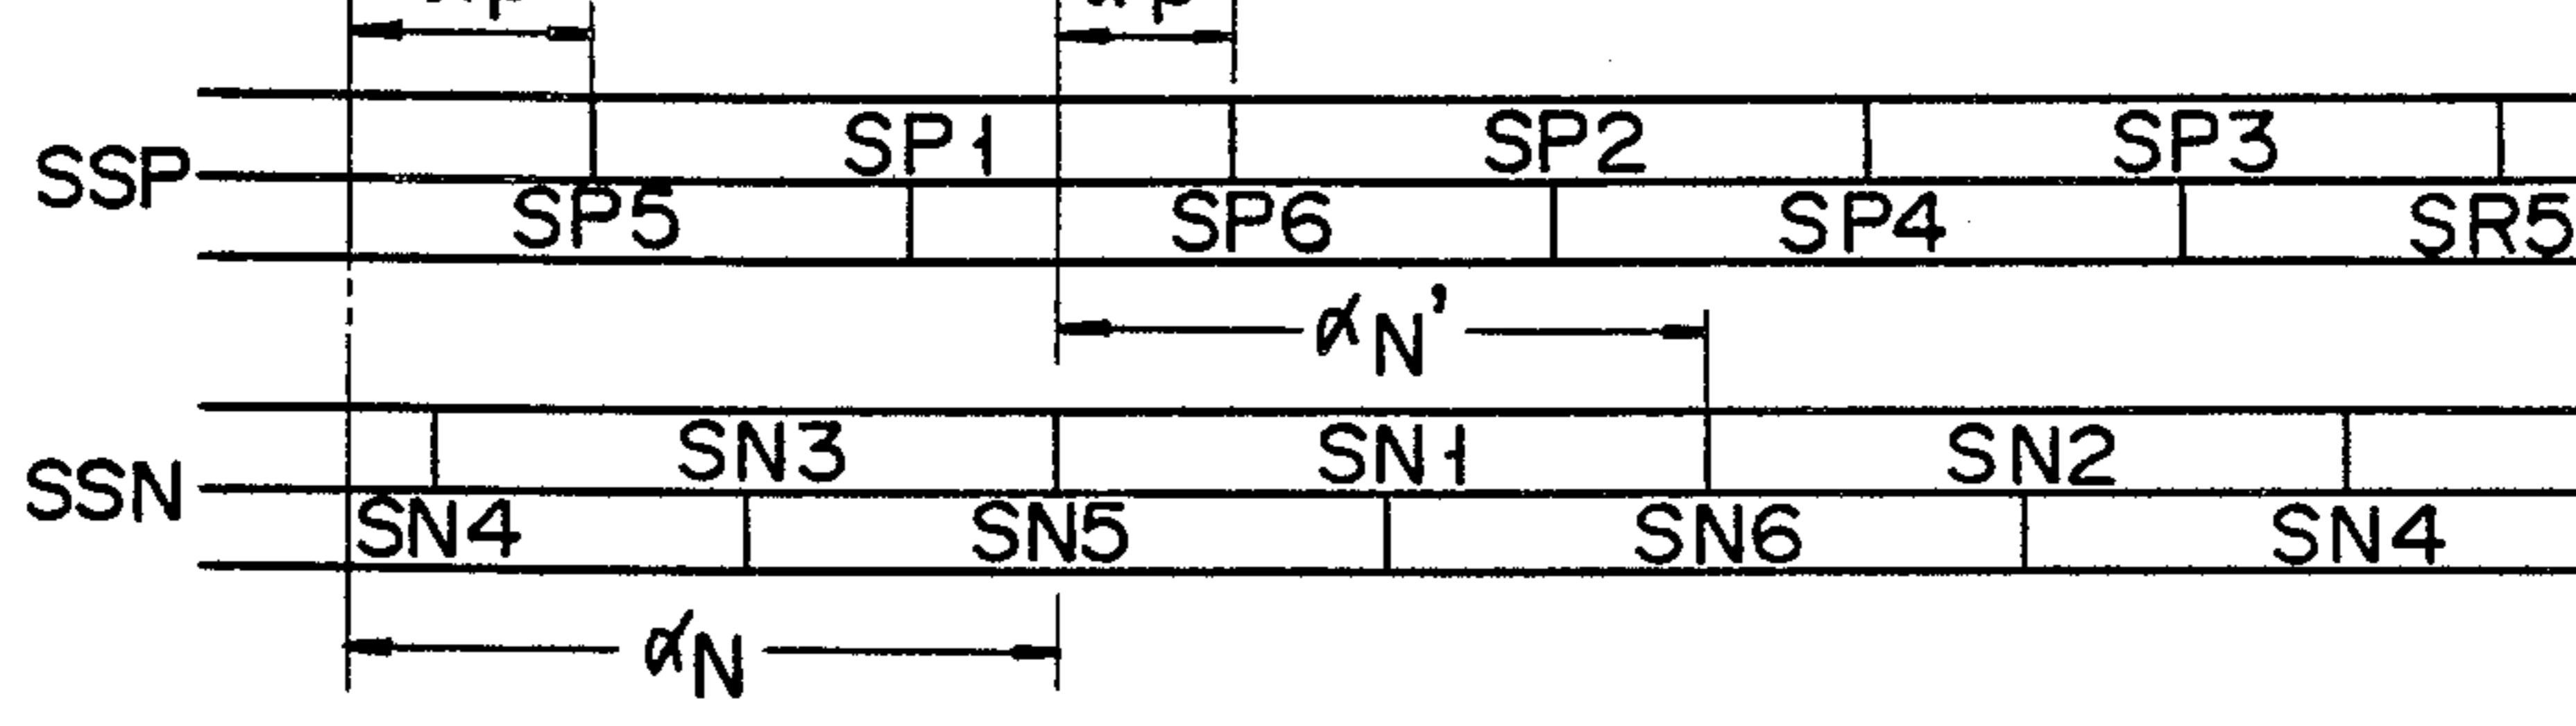 SP1 SP2 SP3
SSP
SP5 SP6 SP4 SR5
αN'
SN3 SN1 SN2
SSN
SN4 SN5 SN6 SN4
αN